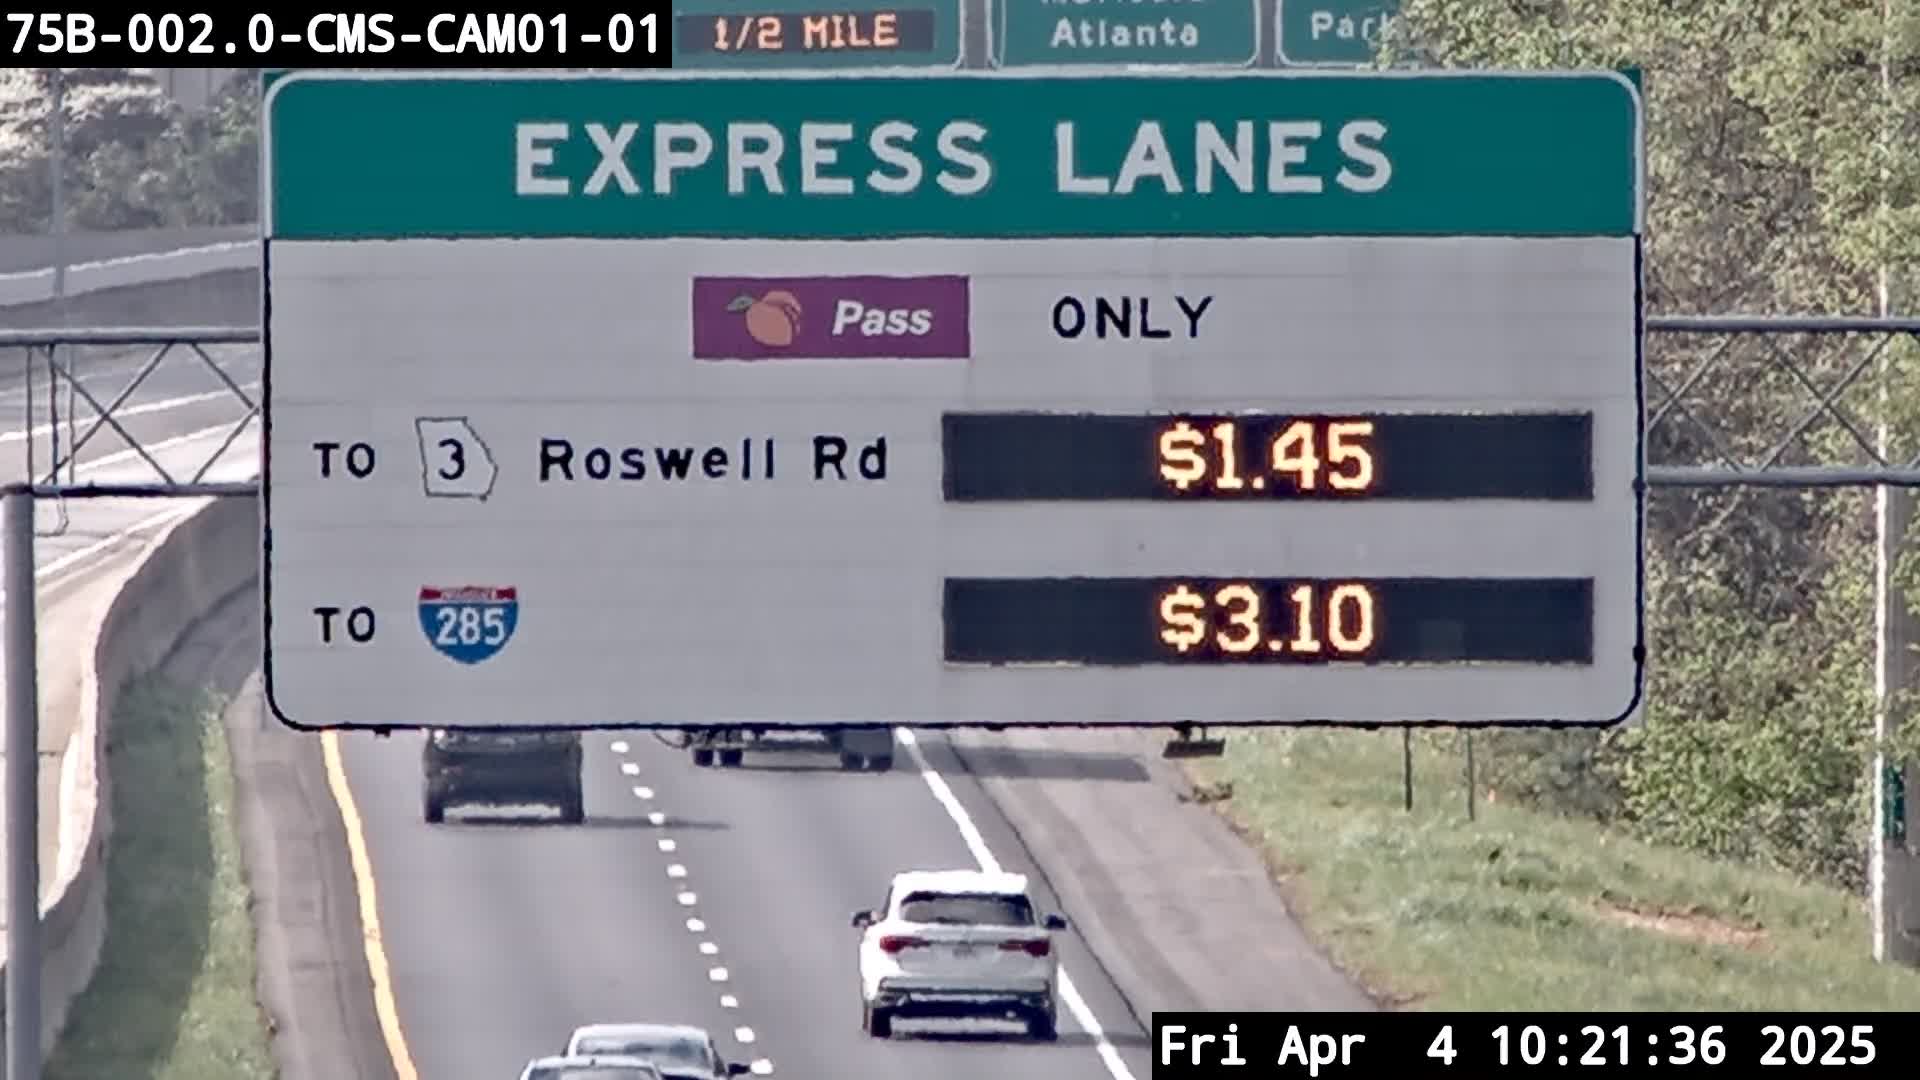 75B-002.0-CMS-CAM01-01
1/2 MILE
Atlanta
EXPRESS LANES
Pass ONLY
TO 3 Roswell Rd $1.45
TO 285 $3.10
Fri Apr 4 10:21:36 2025